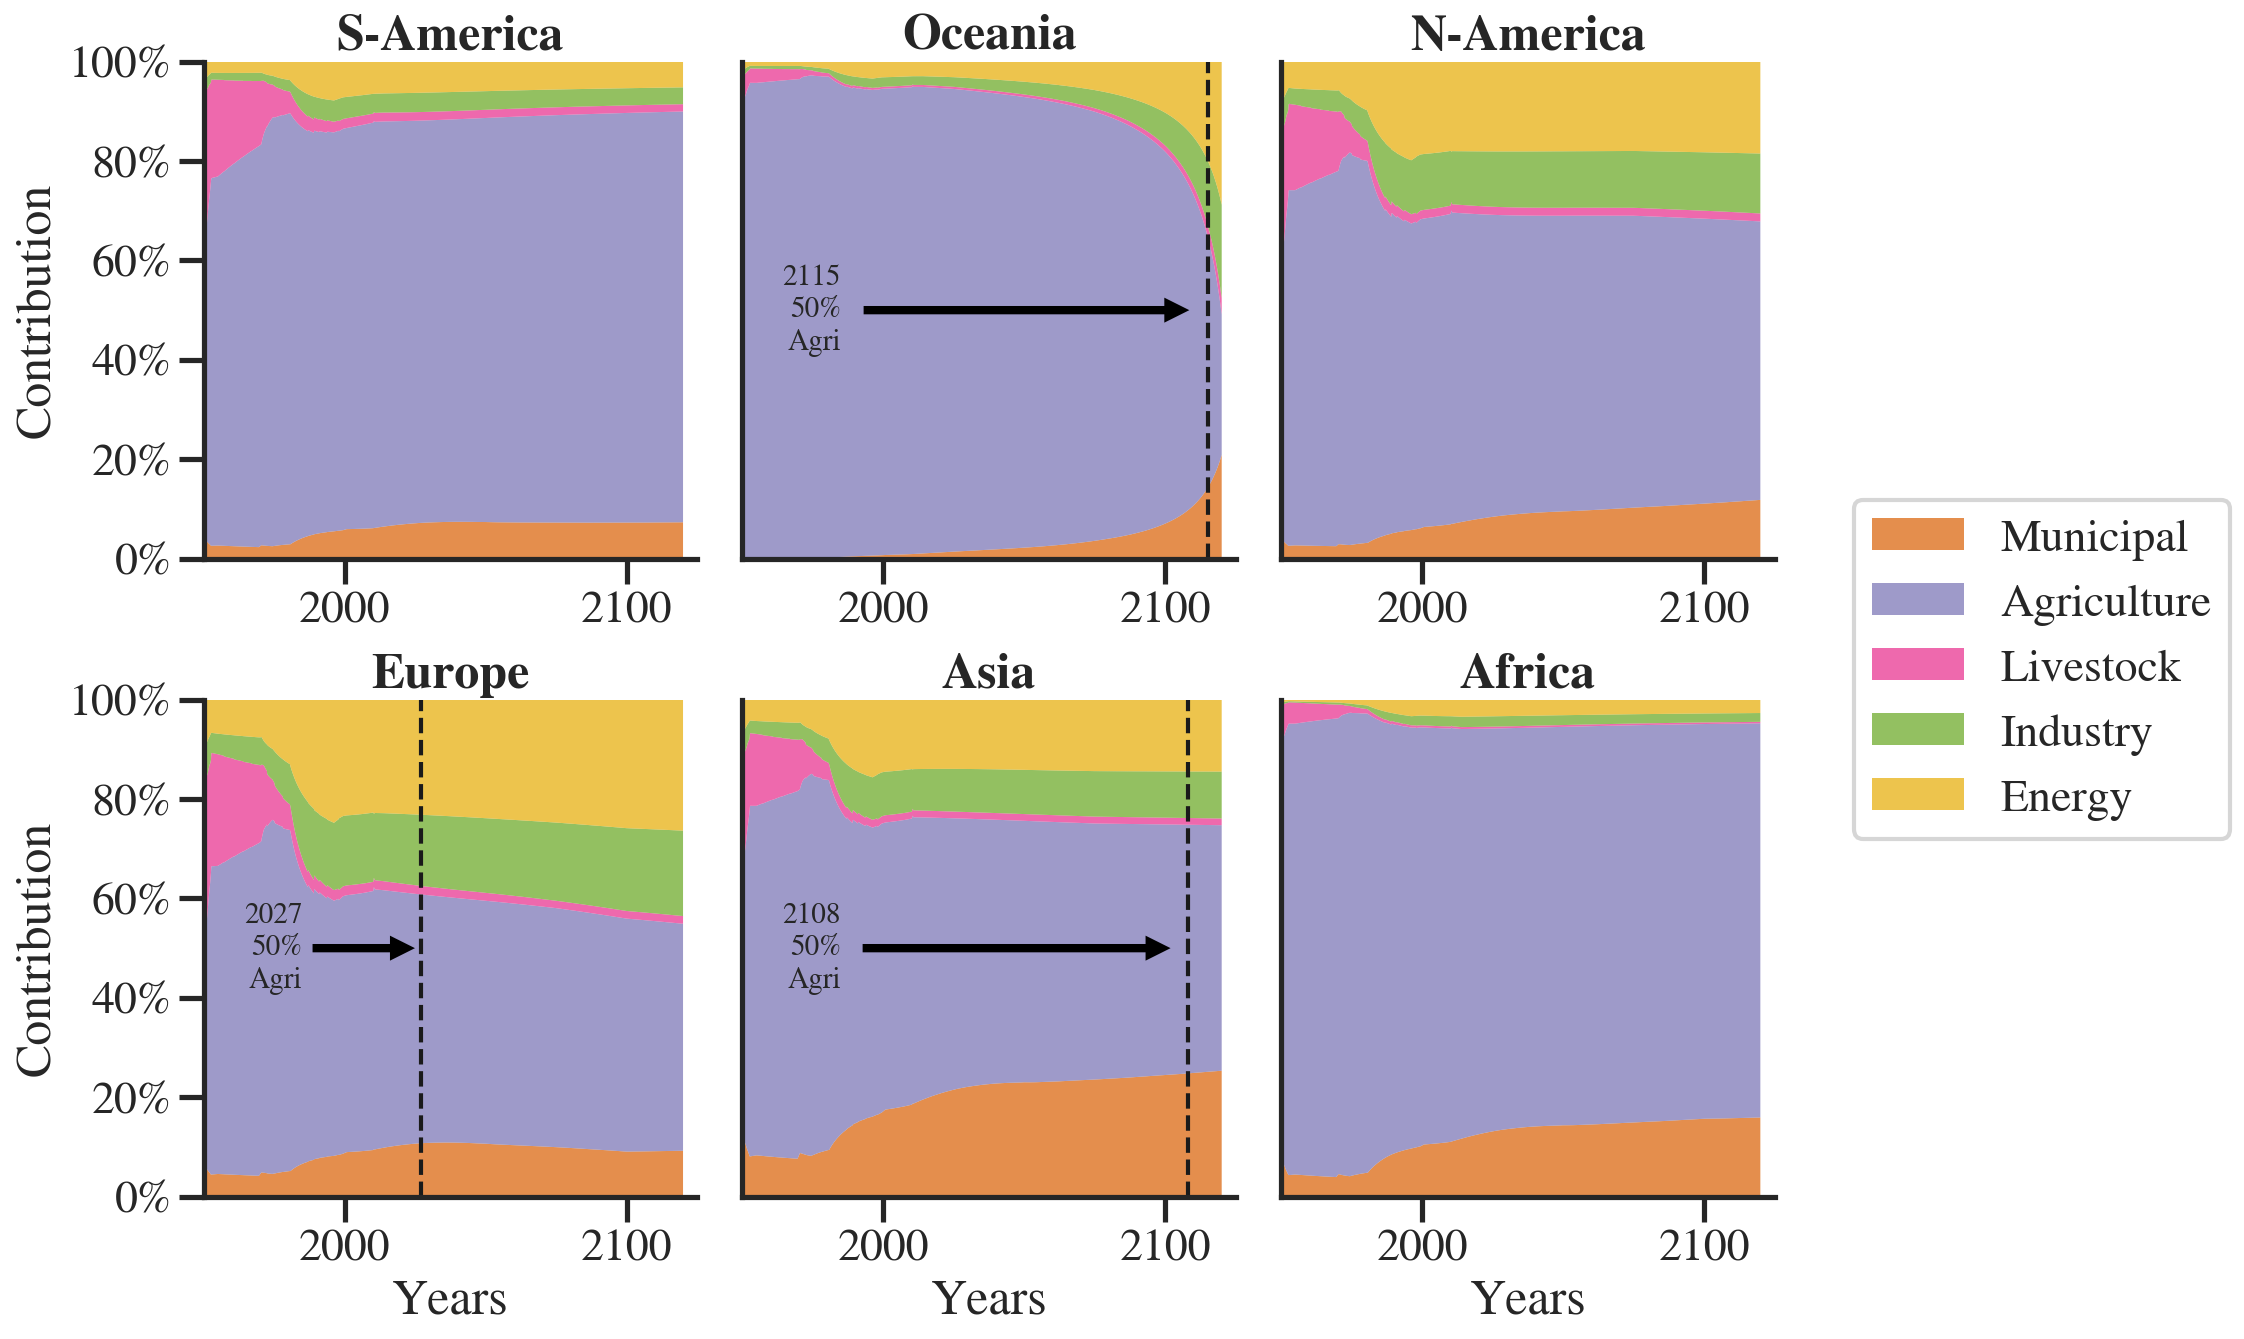 S-America
Oceania
N-America
100%
80%
60%
40%
20%
0%
Contribution
2115
50%
Agri
2000
2100
2000
2100
2000
2100
Europe
Asia
Africa
100%
80%
60%
40%
20%
0%
Contribution
2027
50%
Agri
2108
50%
Agri
2000
2100
2000
2100
2000
2100
Years
Years
Years
Municipal
Agriculture
Livestock
Industry
Energy